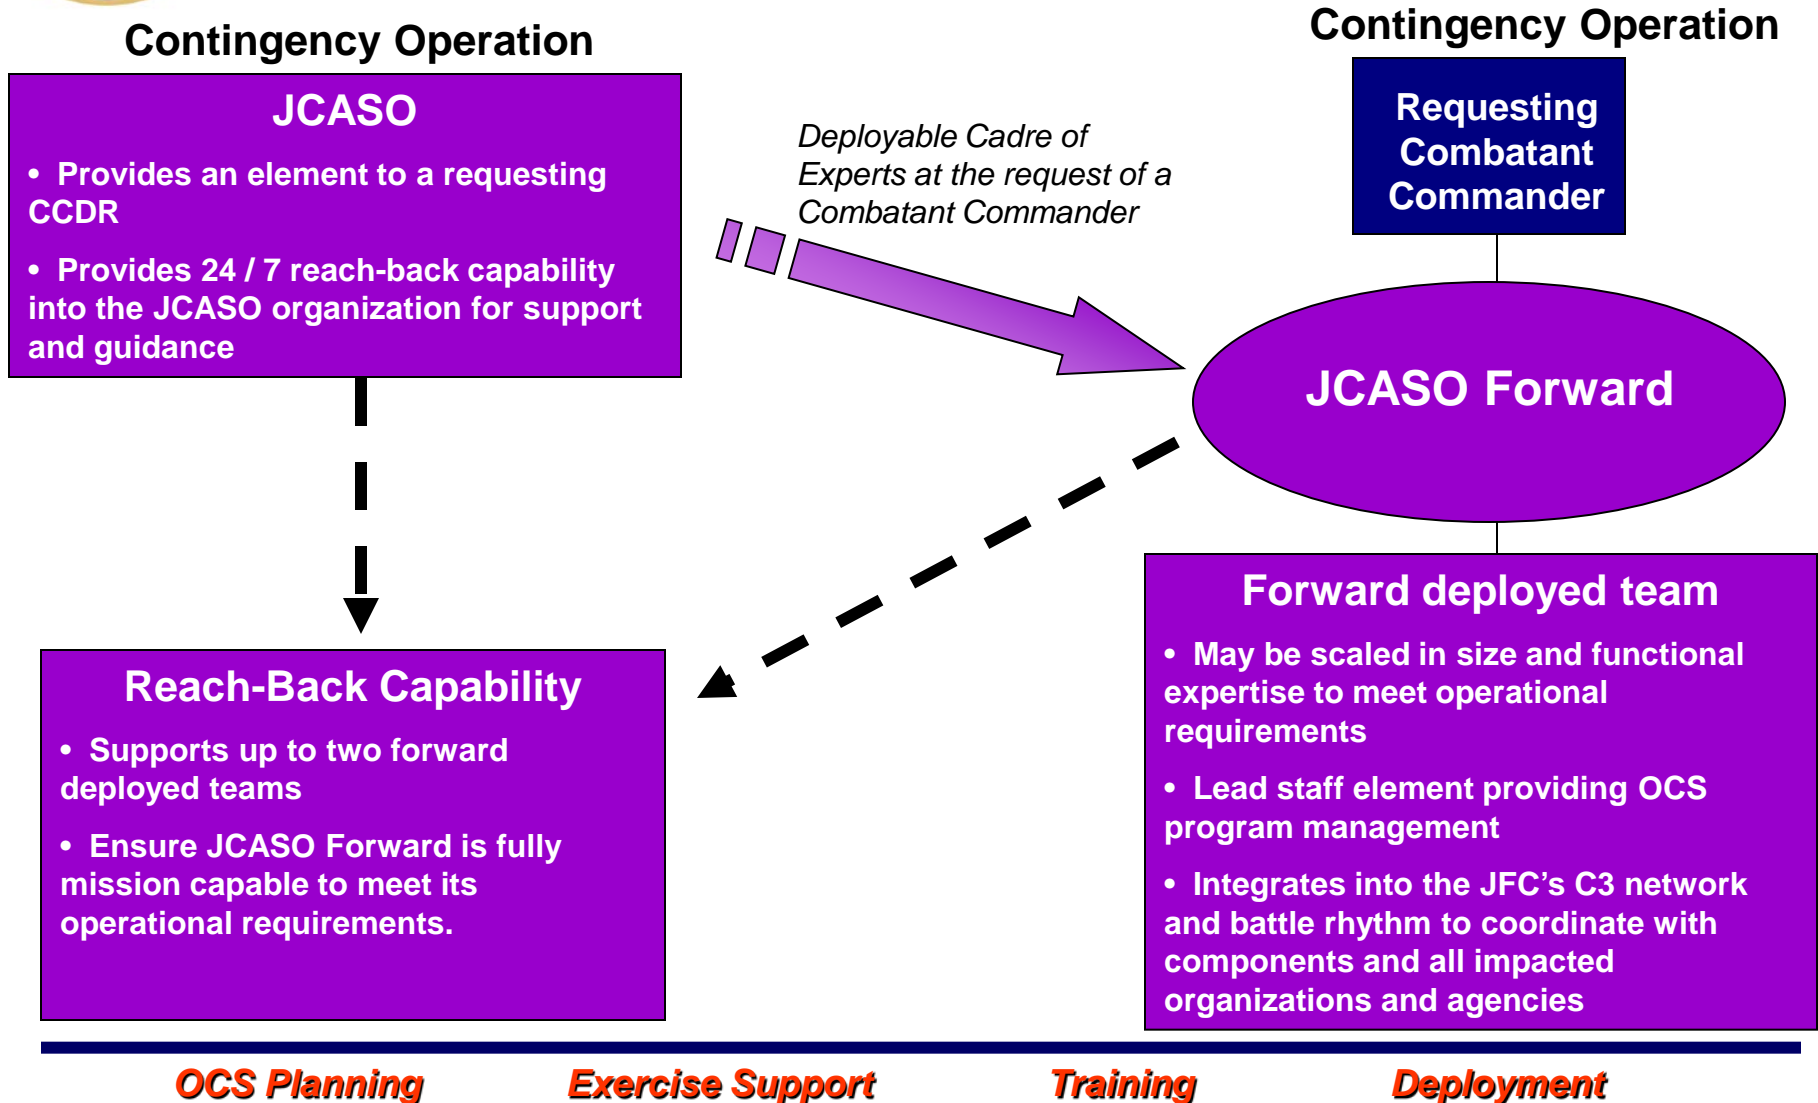 Contingency Operation
JCASO
• Provides an element to a requesting
CCDR
• Provides 24 / 7 reach-back capability
into the JCASO organization for support
and guidance
Deployable Cadre of
Experts at the request of a
Combatant Commander
Contingency Operation
Requesting
Combatant
Commander
JCASO Forward
Reach-Back Capability
• Supports up to two forward
deployed teams
• Ensure JCASO Forward is fully
mission capable to meet its
operational requirements.
Forward deployed team
• May be scaled in size and functional
expertise to meet operational
requirements
• Lead staff element providing OCS
program management
• Integrates into the JFC’s C3 network
and battle rhythm to coordinate with
components and all impacted
organizations and agencies
OCS Planning
Exercise Support
Training
Deployment